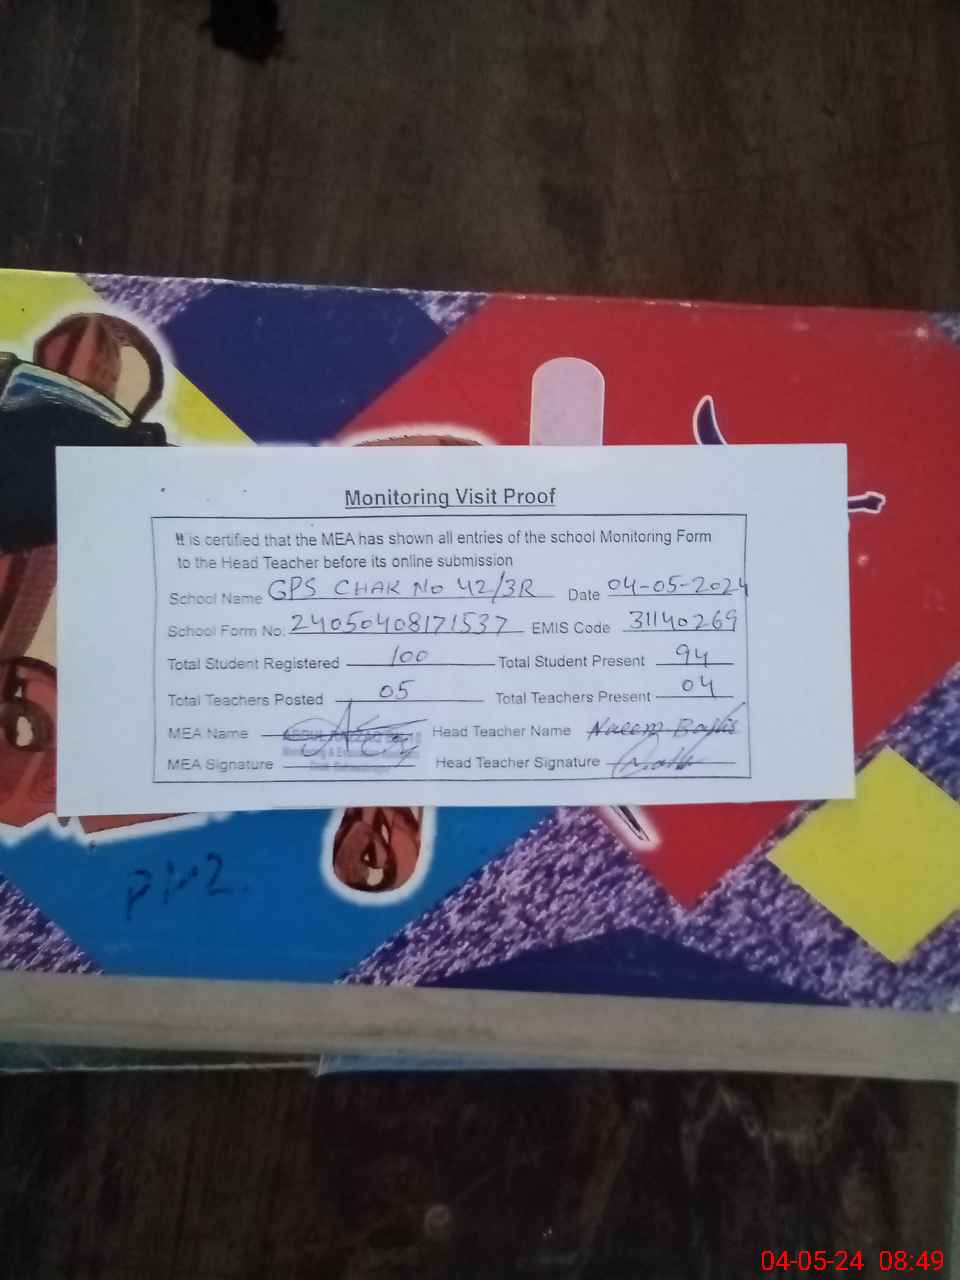 Monitoring Visit Proof
It is certified that the MEA has shown all entries of the school Monitoring Form
to the Head Teacher before its online submission
School Name GPS CHAK No 42/3R Date 04-05-2024
School Form No: 24050408171537 EMIS Code 31140269
Total Student Registered 100 Total Student Present 94
Total Teachers Posted 05 Total Teachers Present 04
MEA Name Head Teacher Name Naeem
MEA Signature Head Teacher Signature
04-05-24 08:49